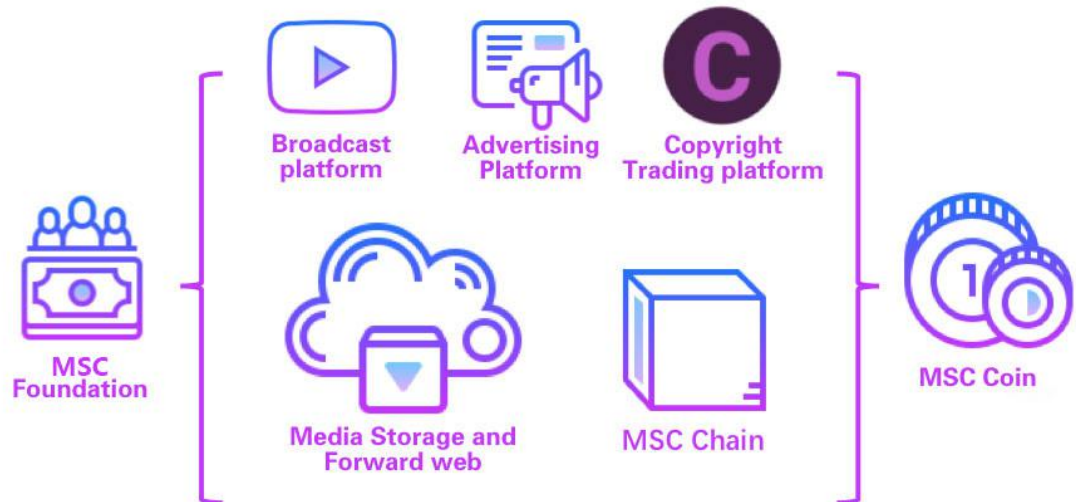 Broadcast
platform
Advertising
Platform
C
Copyright
Trading platform
MSC
Foundation
1
MSC Coin
Media Storage and
Forward web
MSC Chain